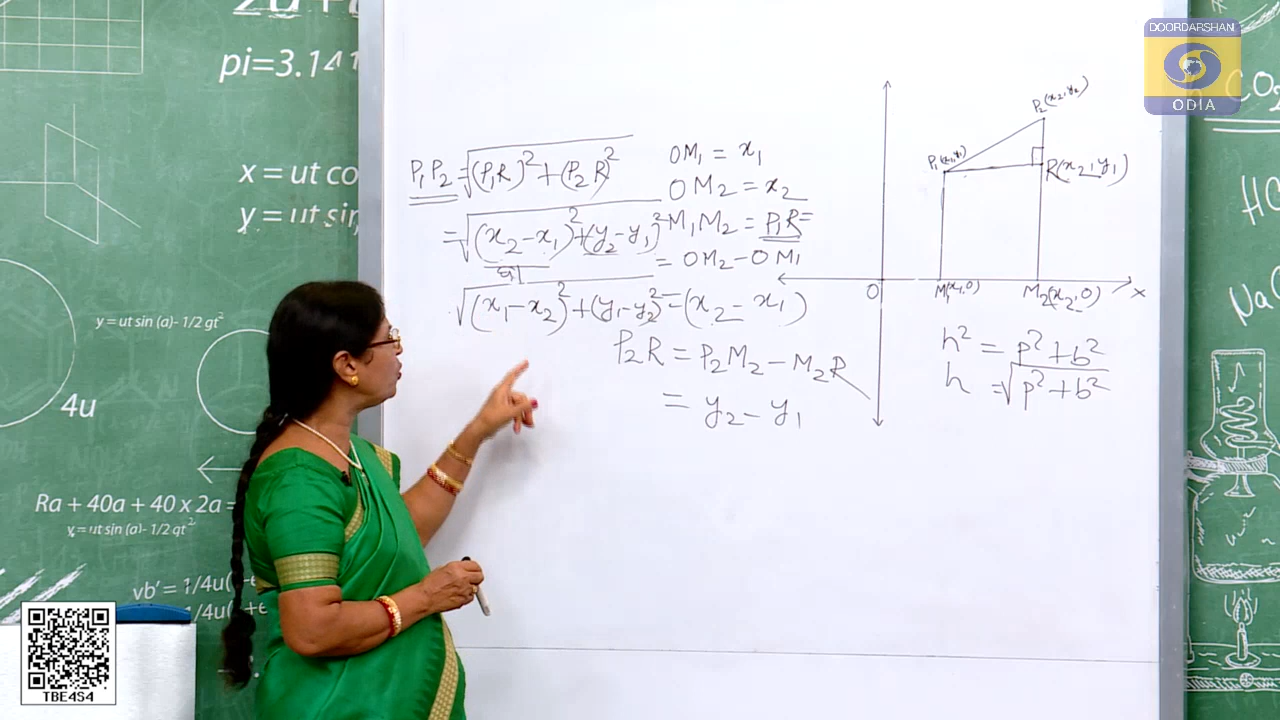 pi=3.141
x = ut co
y = ut sin
y = ut sin (a)- 1/2 gt²
4u
Ra + 40a + 40 x 2a =
y = ut sin (a)- 1/2 gt²
vb' = 1/4u(
1/4u(
TBE4S4
P₁P₂ = √(P₁R)² + (P₂R)²
= √(x₂ - x₁)² + (y₂ - y₁)²
ବା
√(x₁ - x₂)² + (y₁ - y₂)²
OM₁ = x₁
OM₂ = x₂
M₁M₂ = P₁R =
= OM₂ - OM₁
= (x₂ - x₁)
P₂R = P₂M₂ - M₂R
= y₂ - y₁
P₂(x₂, y₂)
P₁(x₁, y₁)
R(x₂, y₁)
O
M₁(x₁, 0)
M₂(x₂, 0)
X
h² = p² + b²
h = √p² + b²
DOORDARSHAN
ODIA
CO₂
HC
NaC